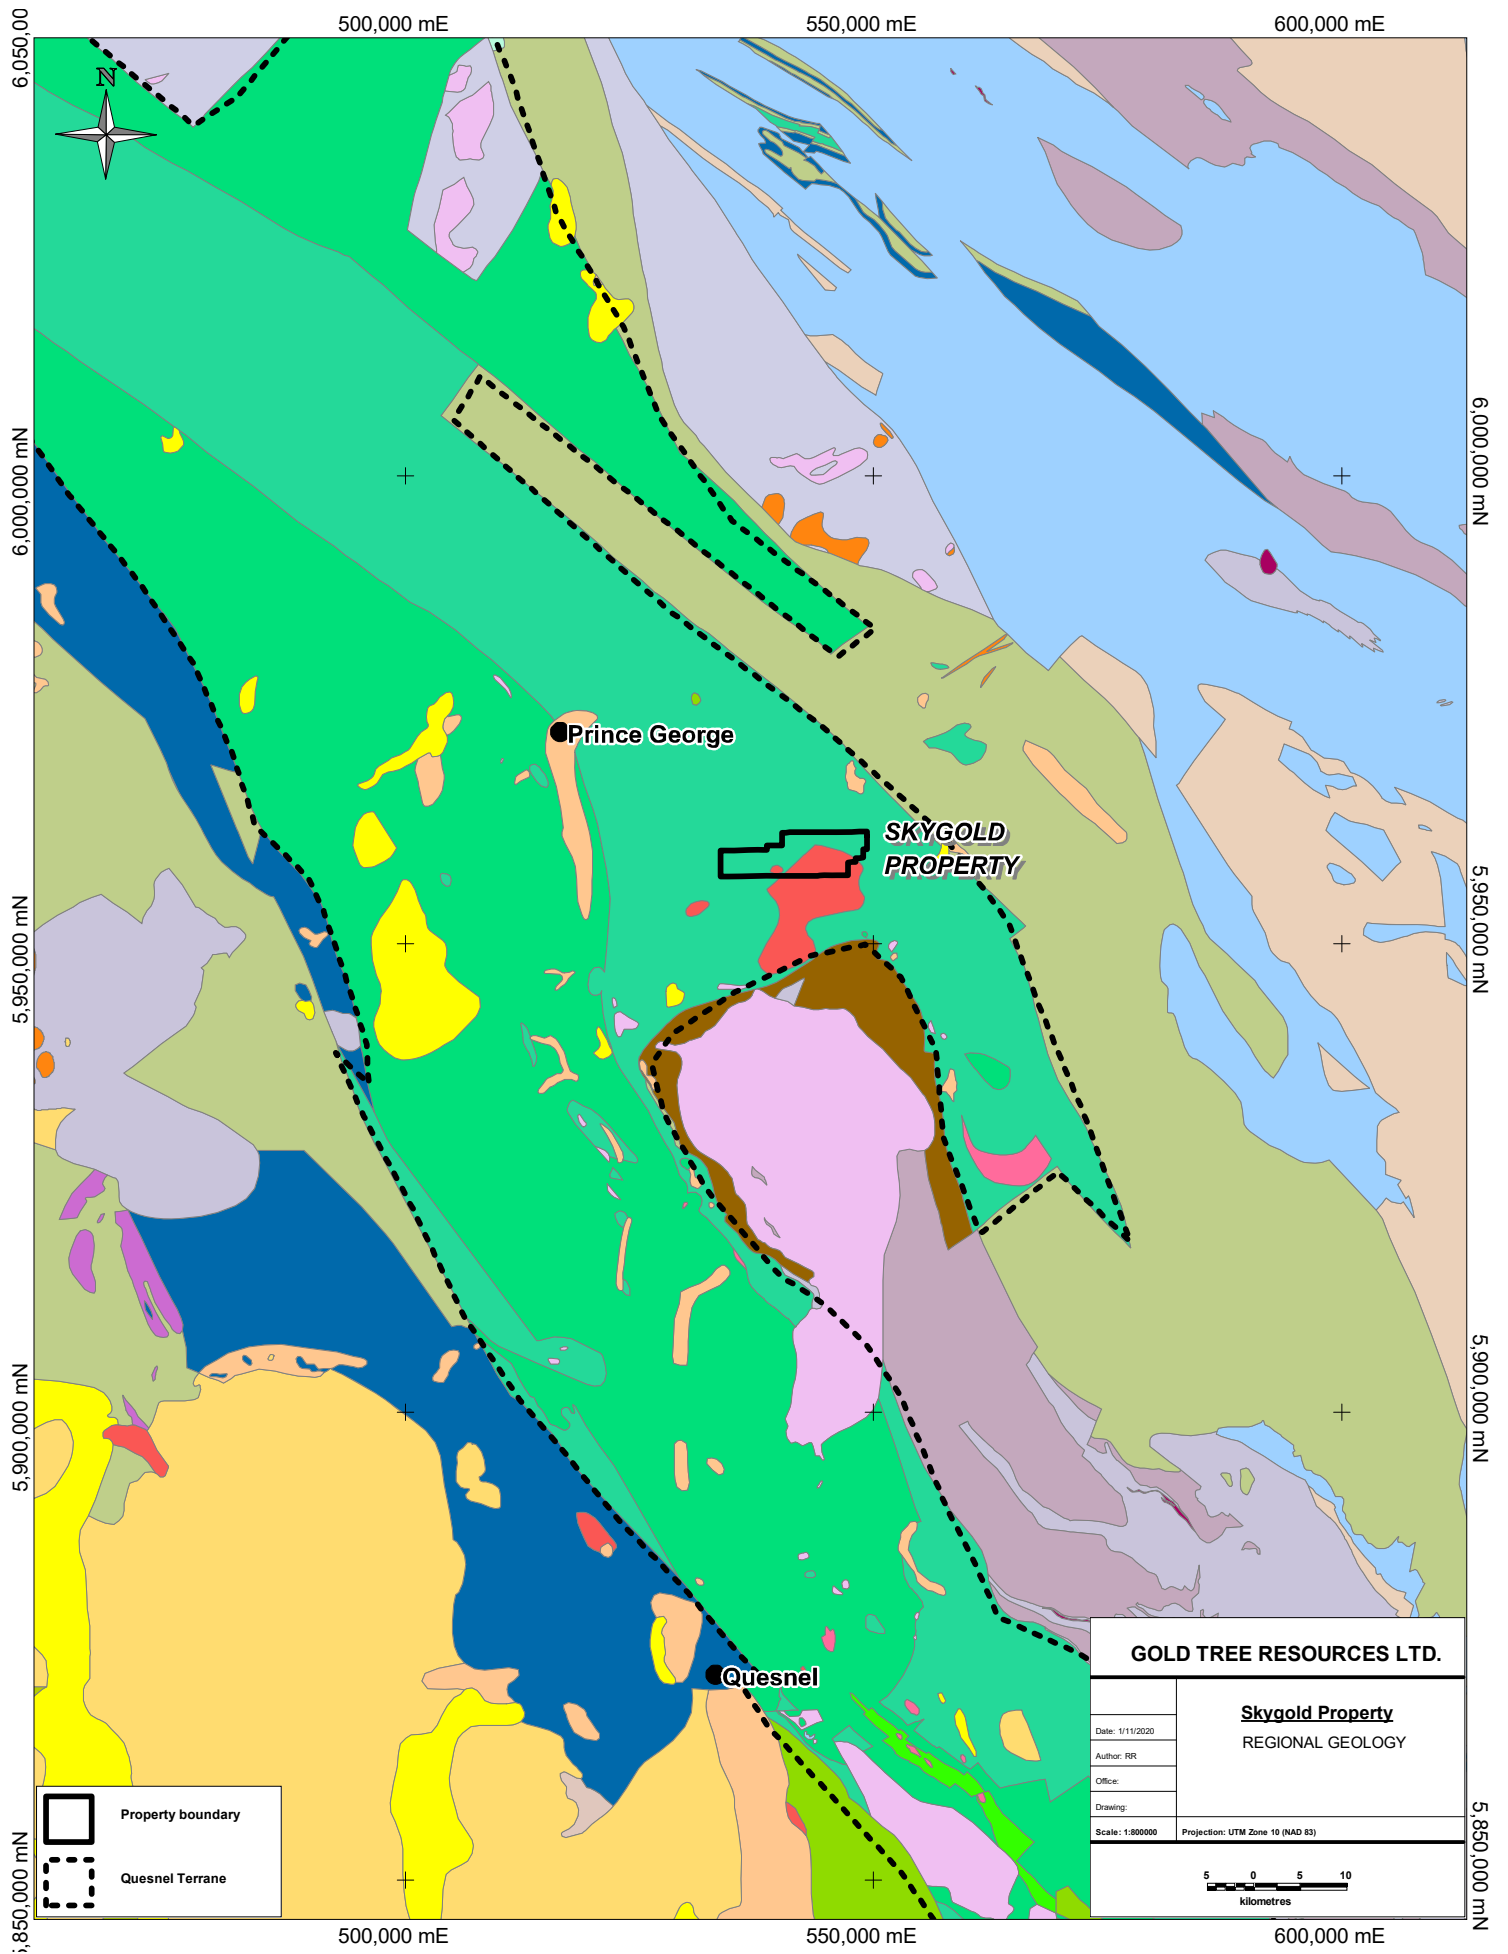 500,000 mE
550,000 mE
600,000 mE
6,050,00
N
6,000,000 mN
6,000,000 mN
Prince George
SKYGOLD
PROPERTY
5,950,000 mN
5,950,000 mN
5,900,000 mN
5,900,000 mN
Quesnel
GOLD TREE RESOURCES LTD.
Skygold Property
REGIONAL GEOLOGY
Date: 1/11/2020
Author: RR
Office:
Drawing:
Scale: 1:800000
Projection: UTM Zone 10 (NAD 83)
5 0 5 10
kilometres
Property boundary
Quesnel Terrane
5,850,000 mN
5,850,000 mN
500,000 mE
550,000 mE
600,000 mE